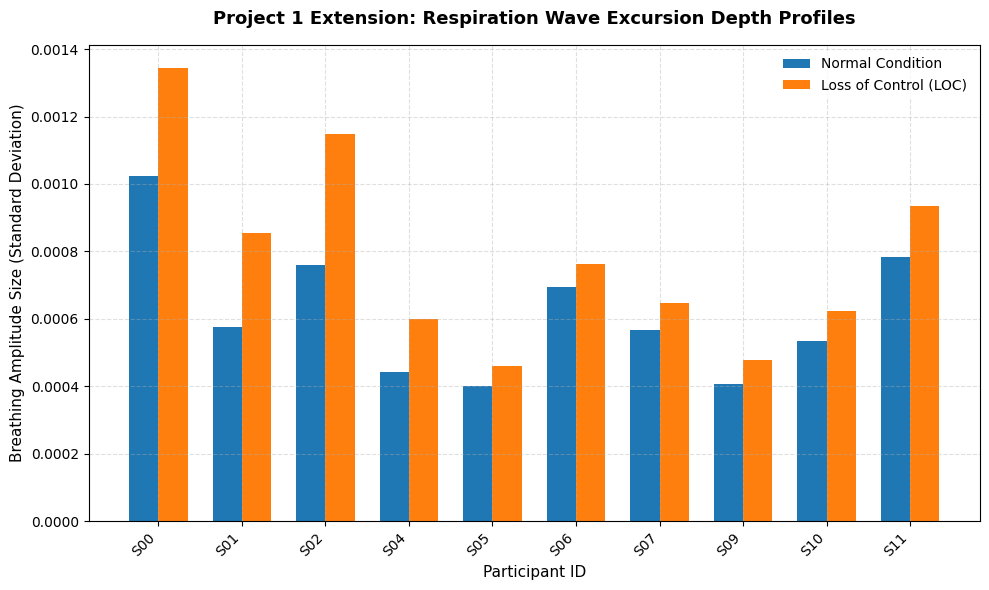 Project 1 Extension: Respiration Wave Excursion Depth Profiles
Normal Condition
Loss of Control (LOC)
Breathing Amplitude Size (Standard Deviation)
0.0014
0.0012
0.0010
0.0008
0.0006
0.0004
0.0002
0.0000
S00
S01
S02
S04
S05
S06
S07
S09
S10
S11
Participant ID